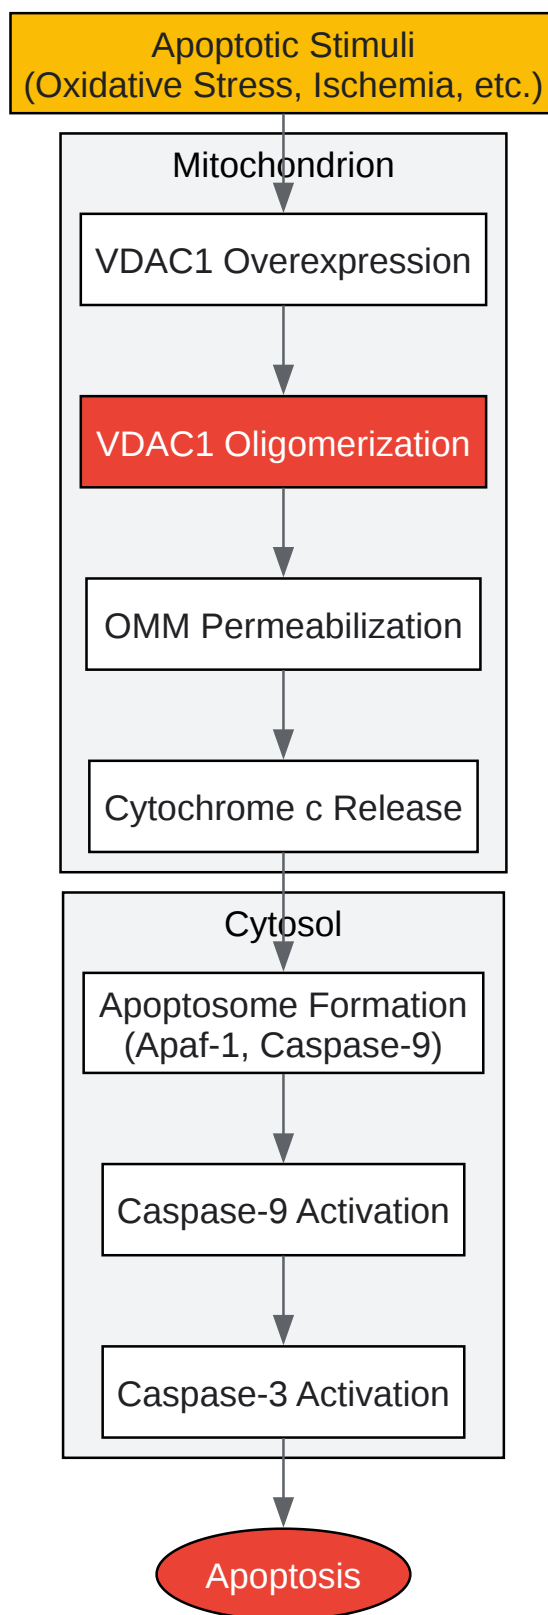 Apoptotic Stimuli
(Oxidative Stress, Ischemia, etc.)
Mitochondrion
VDAC1 Overexpression
VDAC1 Oligomerization
OMM Permeabilization
Cytochrome c Release
Cytosol
Apoptosome Formation
(Apaf-1, Caspase-9)
Caspase-9 Activation
Caspase-3 Activation
Apoptosis